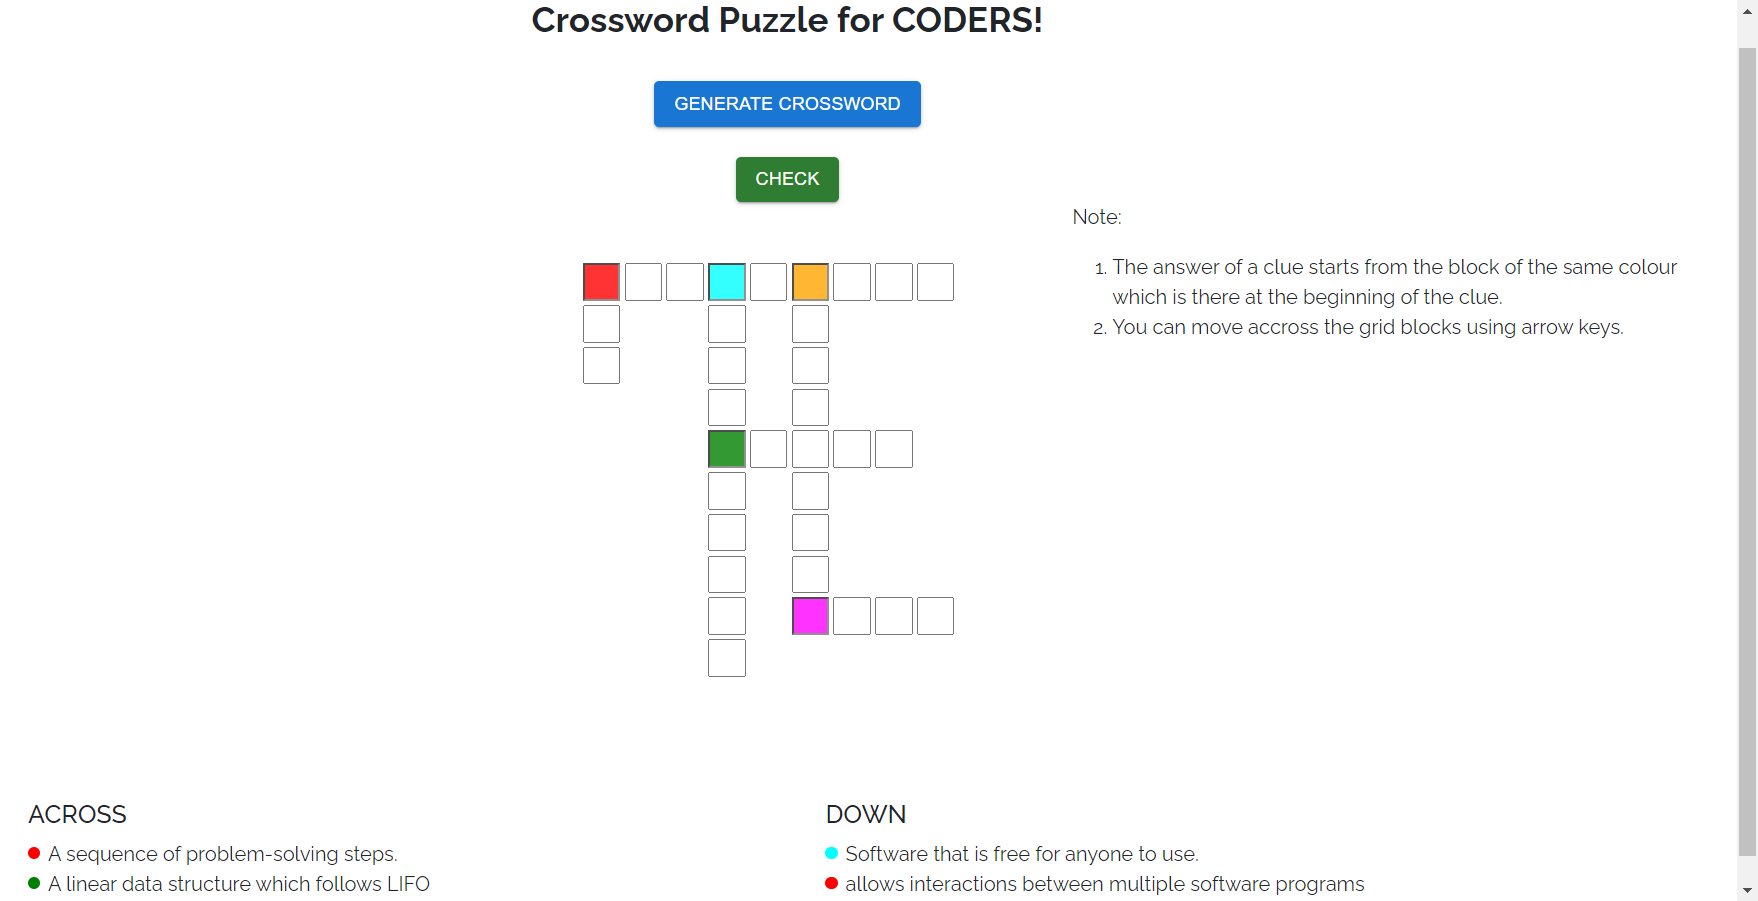 Crossword Puzzle for CODERS!
GENERATE CROSSWORD
CHECK
Note:
1. The answer of a clue starts from the block of the same colour
which is there at the beginning of the clue.
2. You can move accross the grid blocks using arrow keys.
ACROSS
A sequence of problem-solving steps.
A linear data structure which follows LIFO
DOWN
Software that is free for anyone to use.
allows interactions between multiple software programs